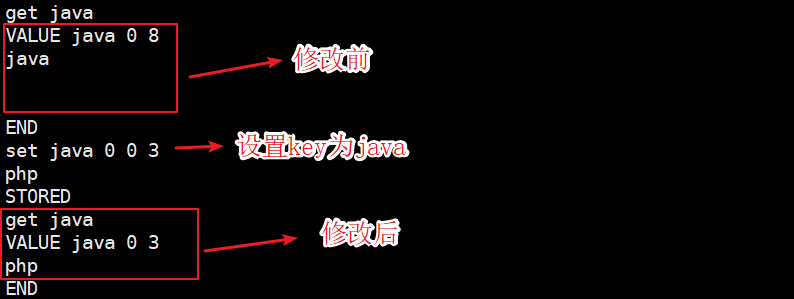 get java
VALUE java 0 8
java
修改前
END
set java 0 0 3
设置key为java
php
STORED
get java
VALUE java 0 3
修改后
php
END